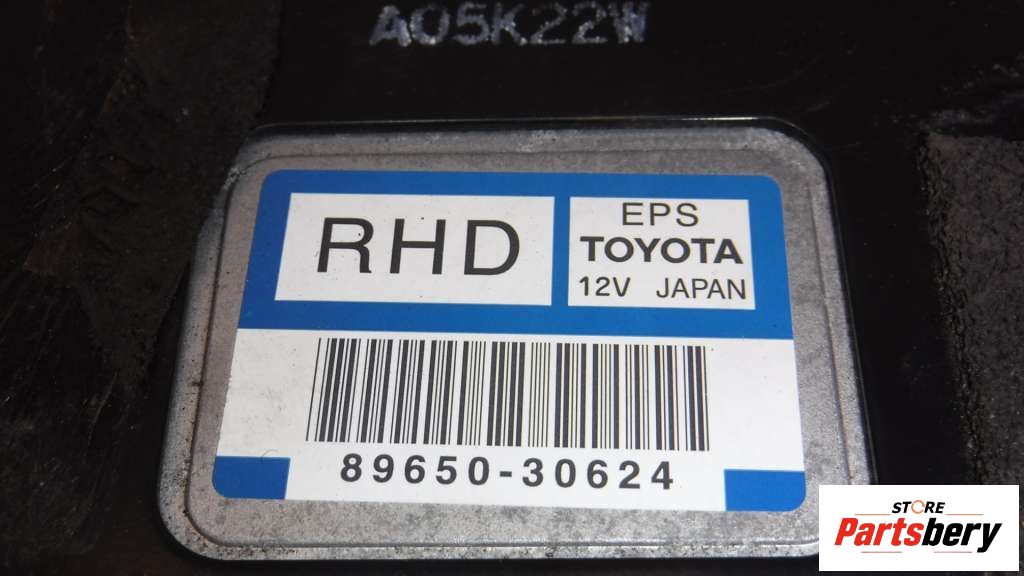 A05K22W
RHD
EPS
TOYOTA
12V JAPAN
89650-30624
STORE
Partsbery